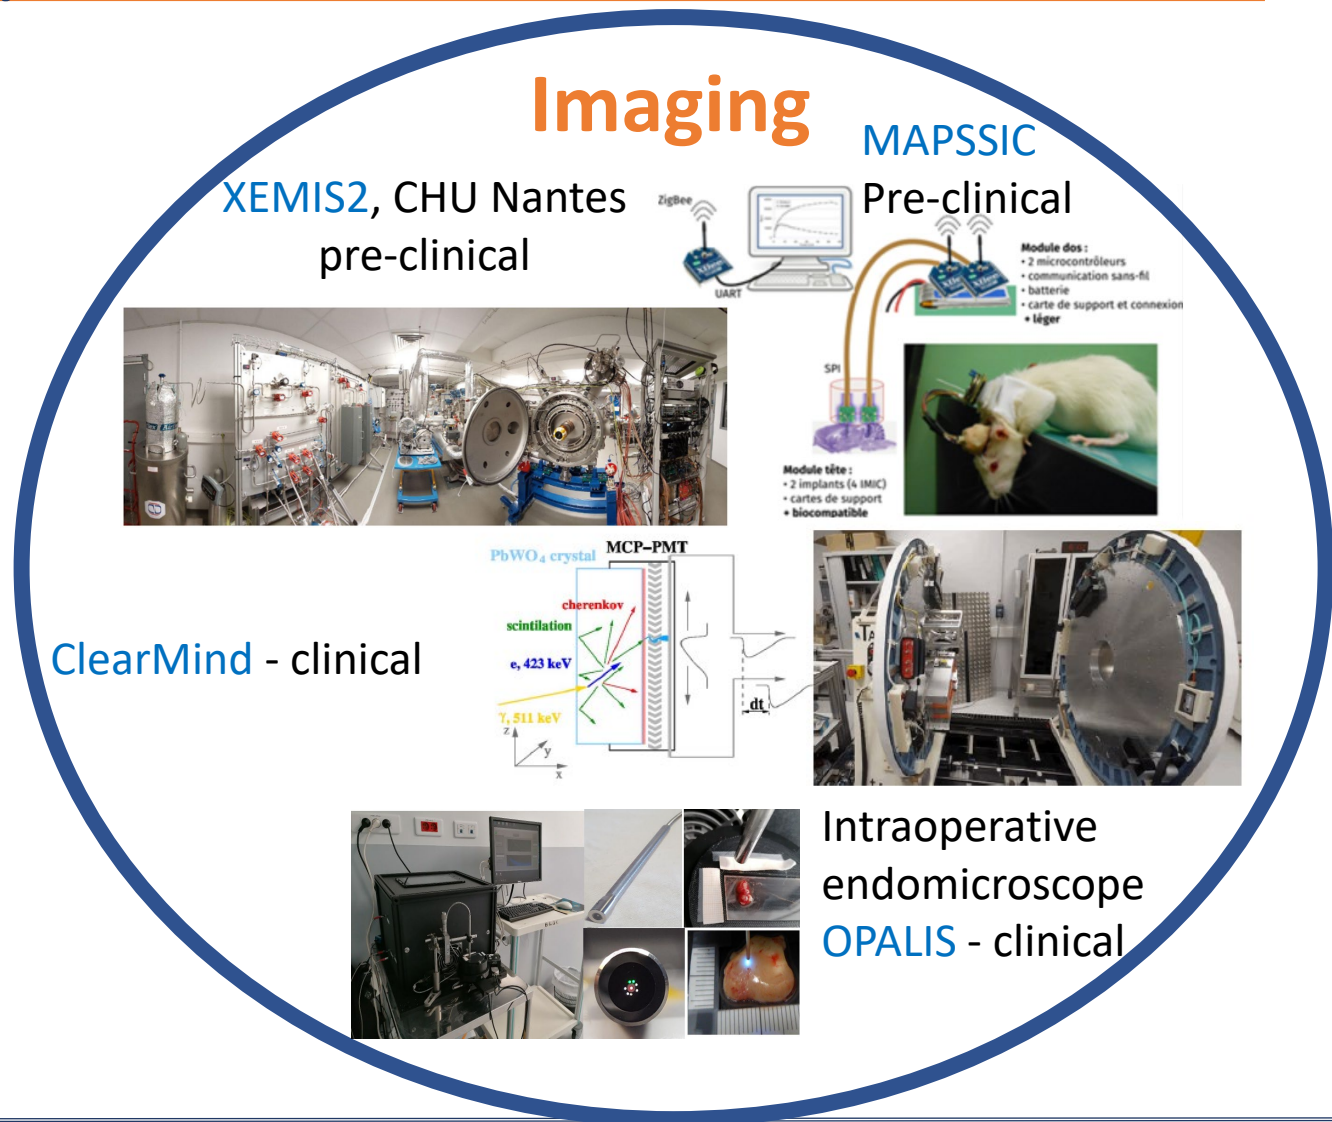 Imaging
MAPSSIC
Pre-clinical
XEMIS2, CHU Nantes
pre-clinical
ZigBee
UART
Module dos :
• 2 microcontrôleurs
• communication sans-fil
• batterie
• carte de support et connexion
+ léger
SPI
Module tête :
• 2 implants (4 IMIC)
• cartes de support
+ biocompatible
PbWO4 crystal
MCP-PMT
cherenkov
scintilation
e, 423 keV
γ, 511 keV
z
y
x
dt
ClearMind - clinical
Intraoperative
endomicroscope
OPALIS - clinical